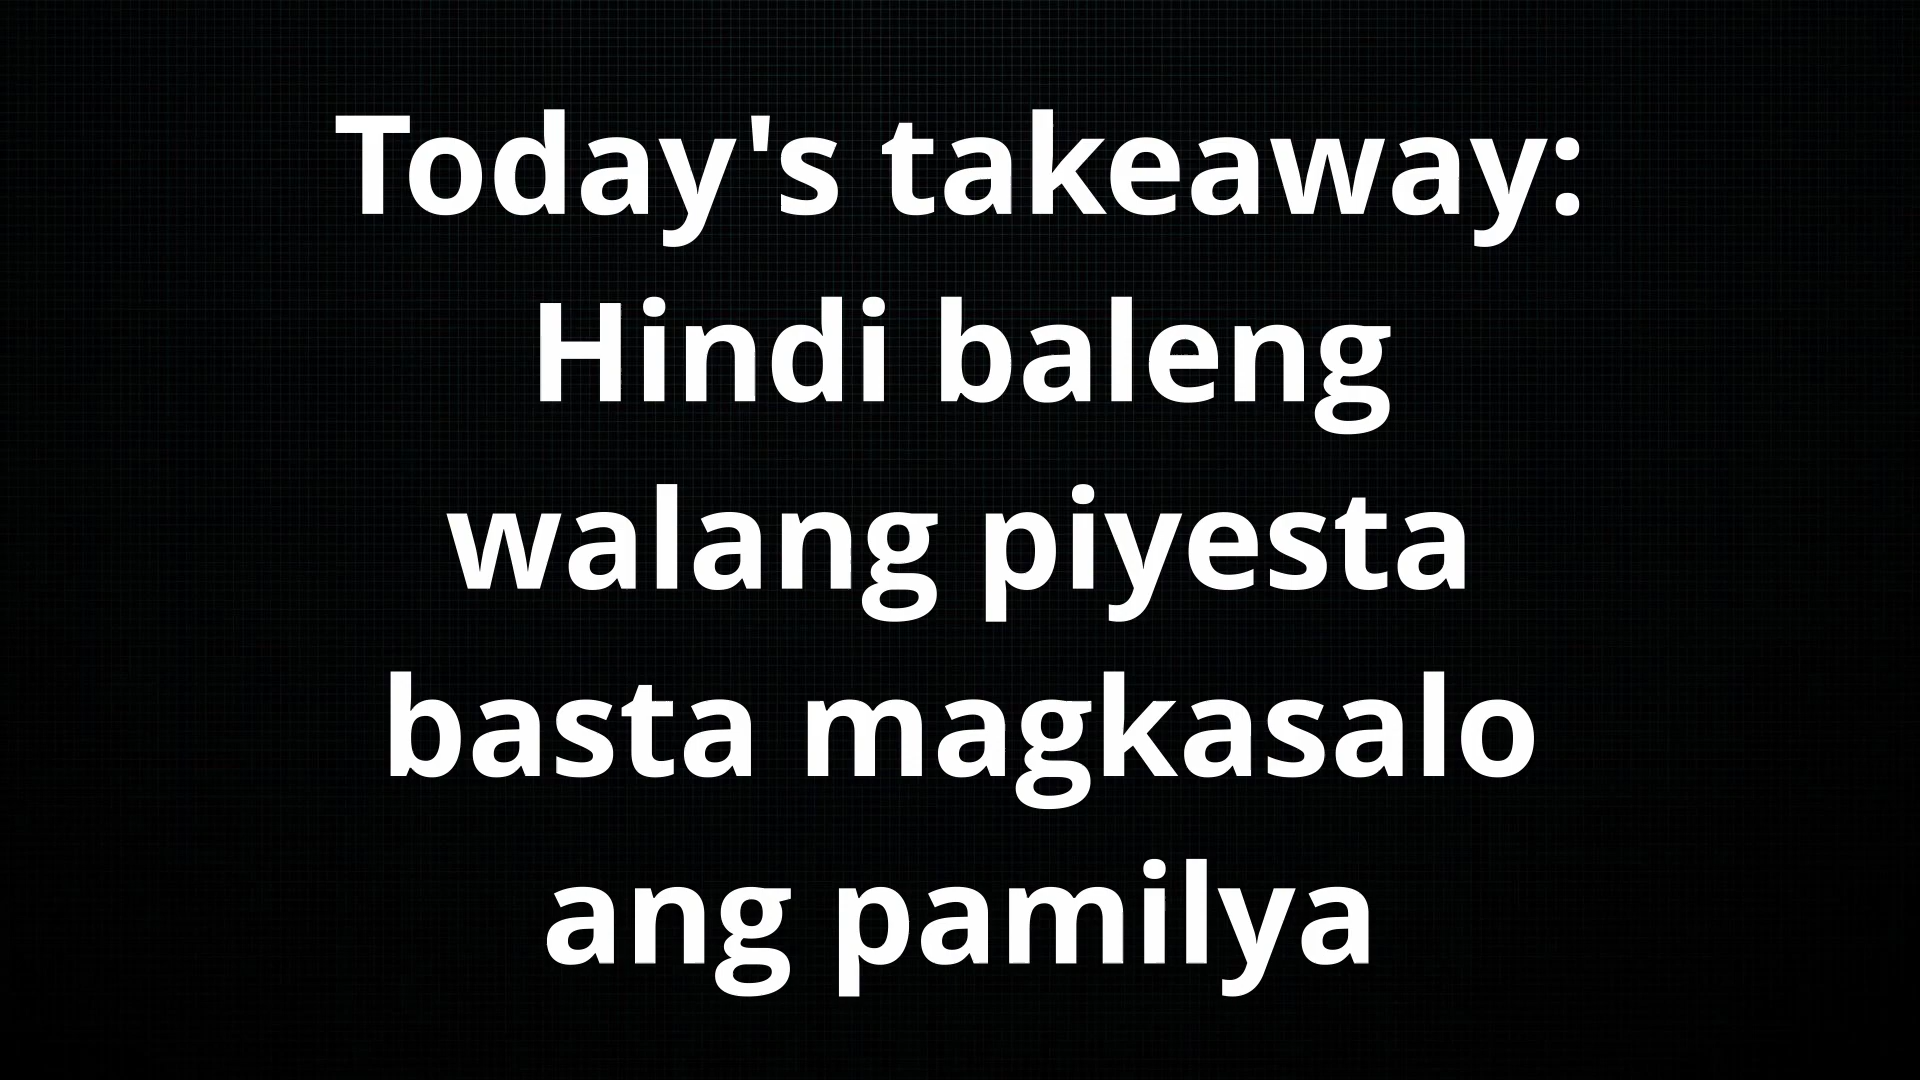 Today's takeaway:
Hindi baleng
walang piyesta
basta magkasalo
ang pamilya